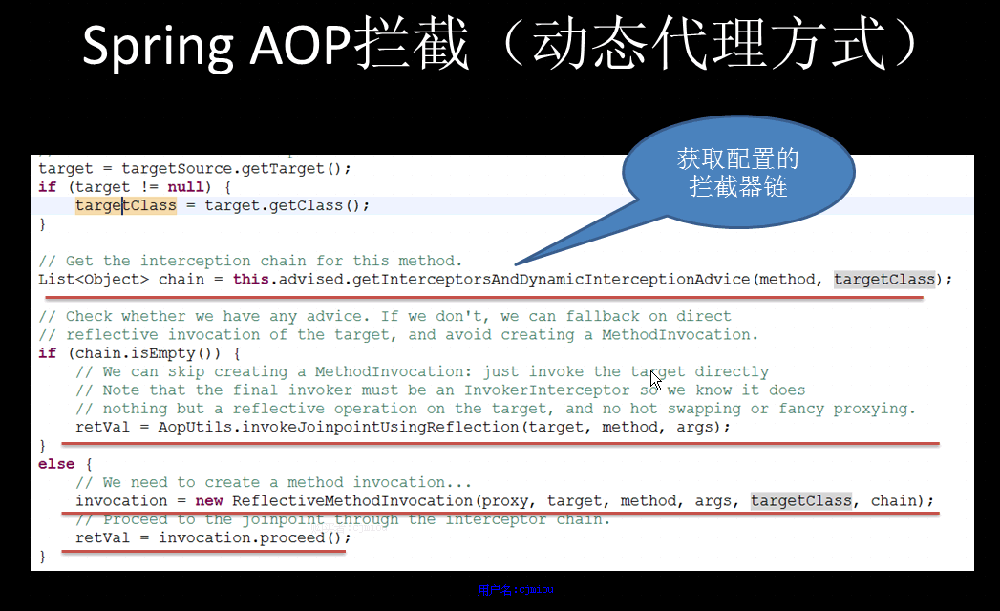 Spring AOP拦截（动态代理方式）
获取配置的
拦截器链
target = targetSource.getTarget();
if (target != null) {
targetClass = target.getClass();
}
// Get the interception chain for this method.
List<Object> chain = this.advised.getInterceptorsAndDynamicInterceptionAdvice(method, targetClass);
// Check whether we have any advice. If we don't, we can fallback on direct
// reflective invocation of the target, and avoid creating a MethodInvocation.
if (chain.isEmpty()) {
// We can skip creating a MethodInvocation: just invoke the target directly
// Note that the final invoker must be an InvokerInterceptor so we know it does
// nothing but a reflective operation on the target, and no hot swapping or fancy proxying.
retVal = AopUtils.invokeJoinpointUsingReflection(target, method, args);
}
else {
// We need to create a method invocation...
invocation = new ReflectiveMethodInvocation(proxy, target, method, args, targetClass, chain);
// Proceed to the joinpoint through the interceptor chain.
retVal = invocation.proceed();
}
用户名:cjmiou